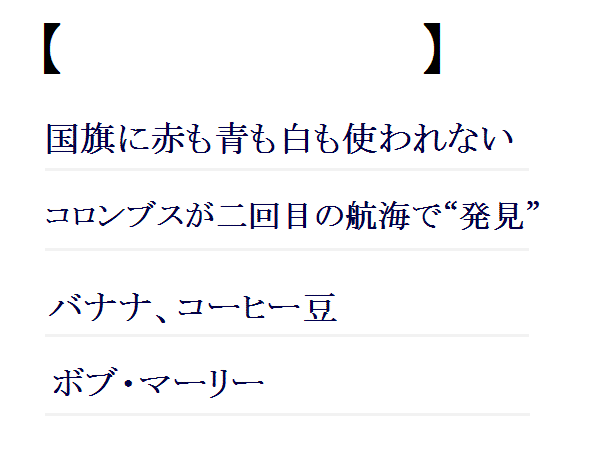 【 】
国旗に赤も青も白も使われない
コロンブスが二回目の航海で“発見”
バナナ、コーヒー豆
ボブ・マーリー